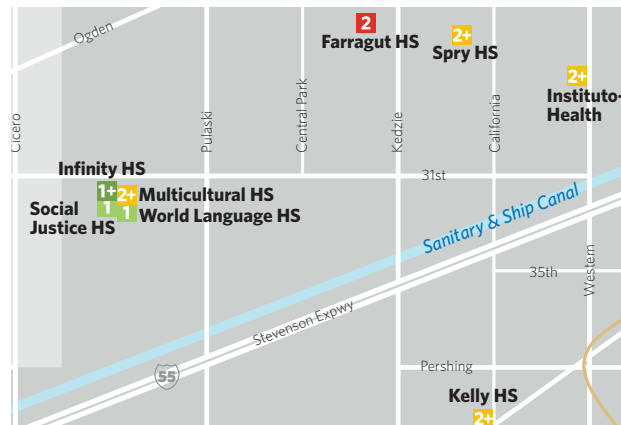 Ogden
2
Farragut HS
2+
Spry HS
2+
Instituto-
Health
Cicero
Pulaski
Central Park
Kedzie
California
31st
Infinity HS
1+
2+
Multicultural HS
Social
Justice HS
1
1
World Language HS
Sanitary & Ship Canal
35th
Western
Stevenson Expwy
55
Pershing
Kelly HS
2+